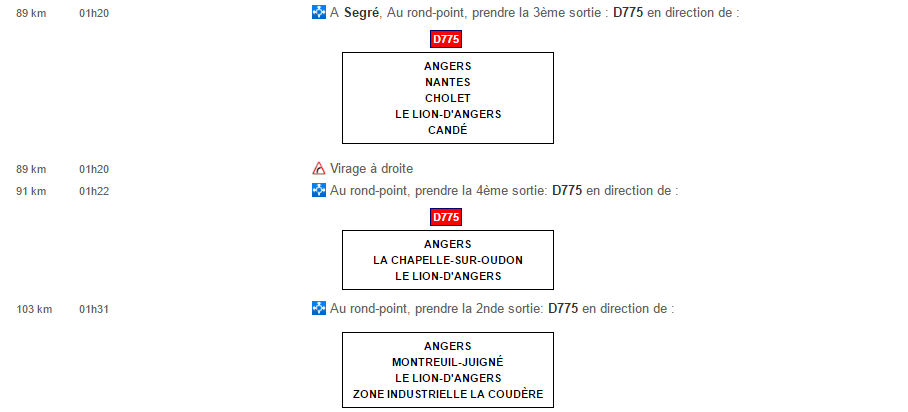 89 km 01h20 A Segré, Au rond-point, prendre la 3ème sortie : D775 en direction de :
D775
ANGERS
NANTES
CHOLET
LE LION-D'ANGERS
CANDÉ
89 km 01h20 Virage à droite
91 km 01h22 Au rond-point, prendre la 4ème sortie: D775 en direction de :
D775
ANGERS
LA CHAPELLE-SUR-OUDON
LE LION-D'ANGERS
103 km 01h31 Au rond-point, prendre la 2nde sortie: D775 en direction de :
ANGERS
MONTREUIL-JUIGNÉ
LE LION-D'ANGERS
ZONE INDUSTRIELLE LA COUDÈRE